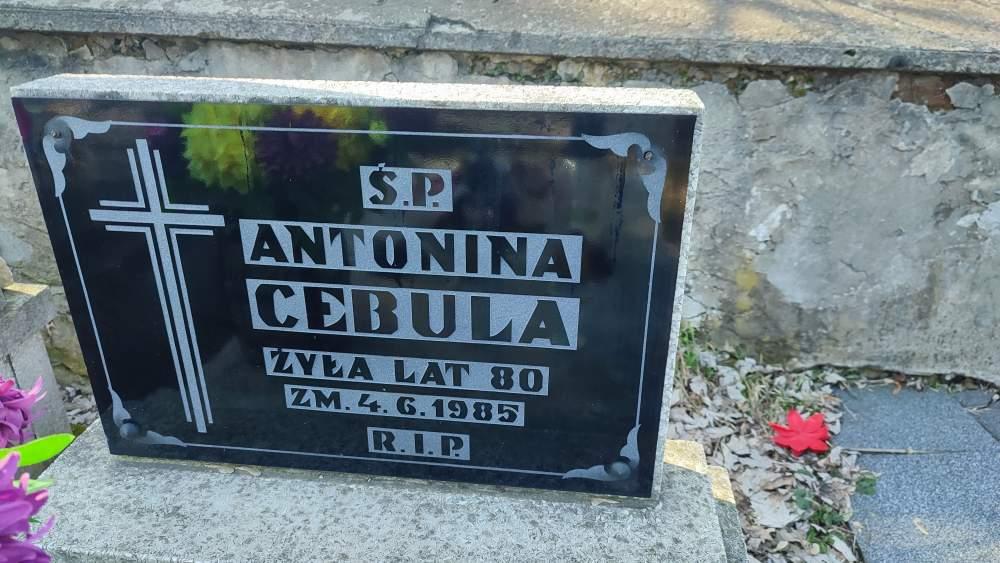 Ś.P.
ANTONINA
CEBULA
ŻYŁA LAT 80
ZM. 4. 6. 1985
R.I.P.